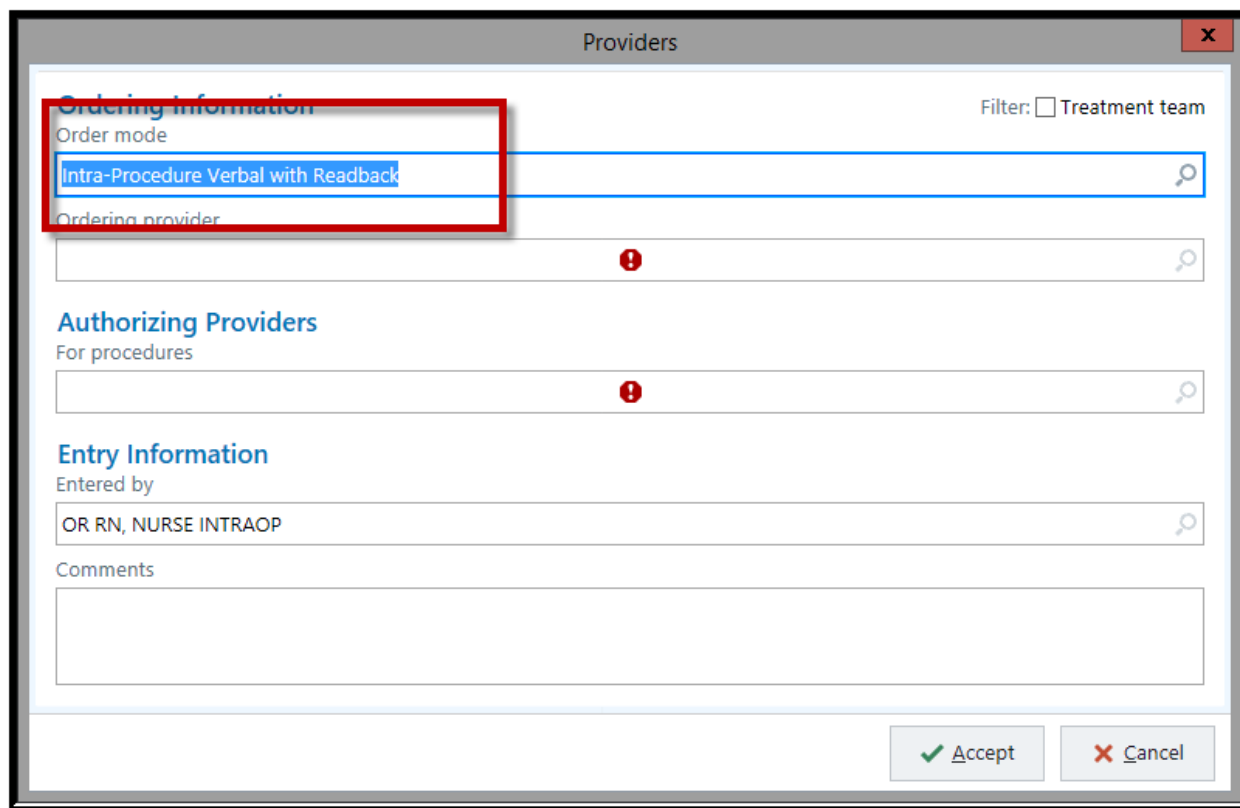 Providers
x
Ordering Information
Filter: Treatment team
Order mode
Intra-Procedure Verbal with Readback
Ordering provider
Authorizing Providers
For procedures
Entry Information
Entered by
OR RN, NURSE INTRAOP
Comments
Accept
Cancel